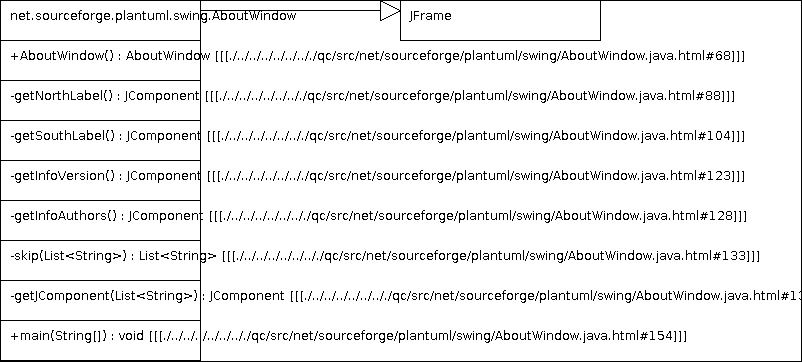 net.sourceforge.plantuml.swing.AboutWindow
JFrame
+AboutWindow() : AboutWindow [[[./../../../../../../../qc/src/net/sourceforge/plantuml/swing/AboutWindow.java.html#68]]]
-getNorthLabel() : JComponent [[[./../../../../../../../qc/src/net/sourceforge/plantuml/swing/AboutWindow.java.html#88]]]
-getSouthLabel() : JComponent [[[./../../../../../../../qc/src/net/sourceforge/plantuml/swing/AboutWindow.java.html#104]]]
-getInfoVersion() : JComponent [[[./../../../../../../../qc/src/net/sourceforge/plantuml/swing/AboutWindow.java.html#123]]]
-getInfoAuthors() : JComponent [[[./../../../../../../../qc/src/net/sourceforge/plantuml/swing/AboutWindow.java.html#128]]]
-skip(List<String>) : List<String> [[[./../../../../../../../qc/src/net/sourceforge/plantuml/swing/AboutWindow.java.html#133]]]
-getJComponent(List<String>) : JComponent [[[./../../../../../../../qc/src/net/sourceforge/plantuml/swing/AboutWindow.java.html#13
+main(String[]) : void [[[./../../../../../../../qc/src/net/sourceforge/plantuml/swing/AboutWindow.java.html#154]]]